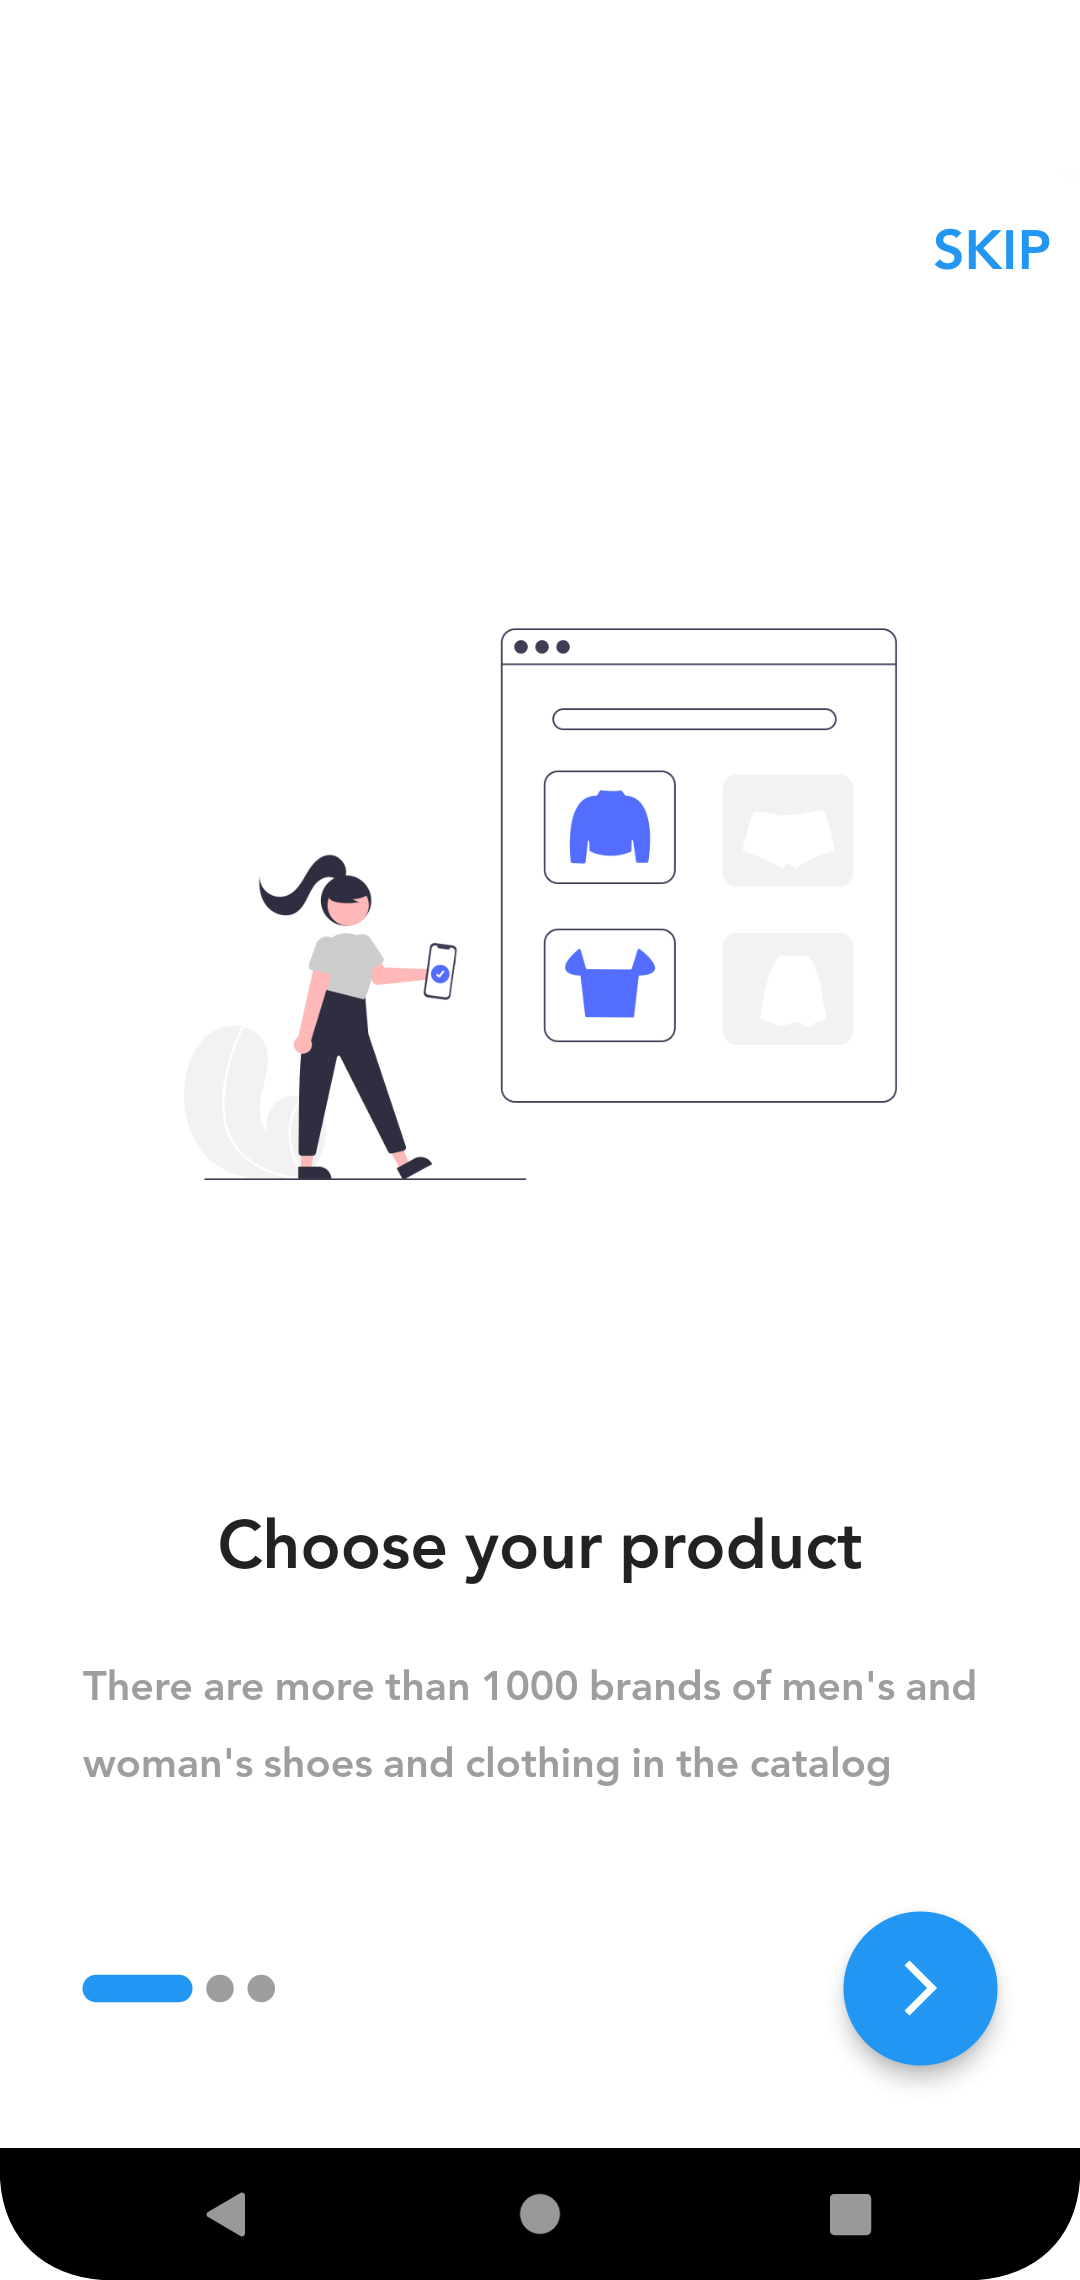 SKIP
Choose your product
There are more than 1000 brands of men's and
woman's shoes and clothing in the catalog